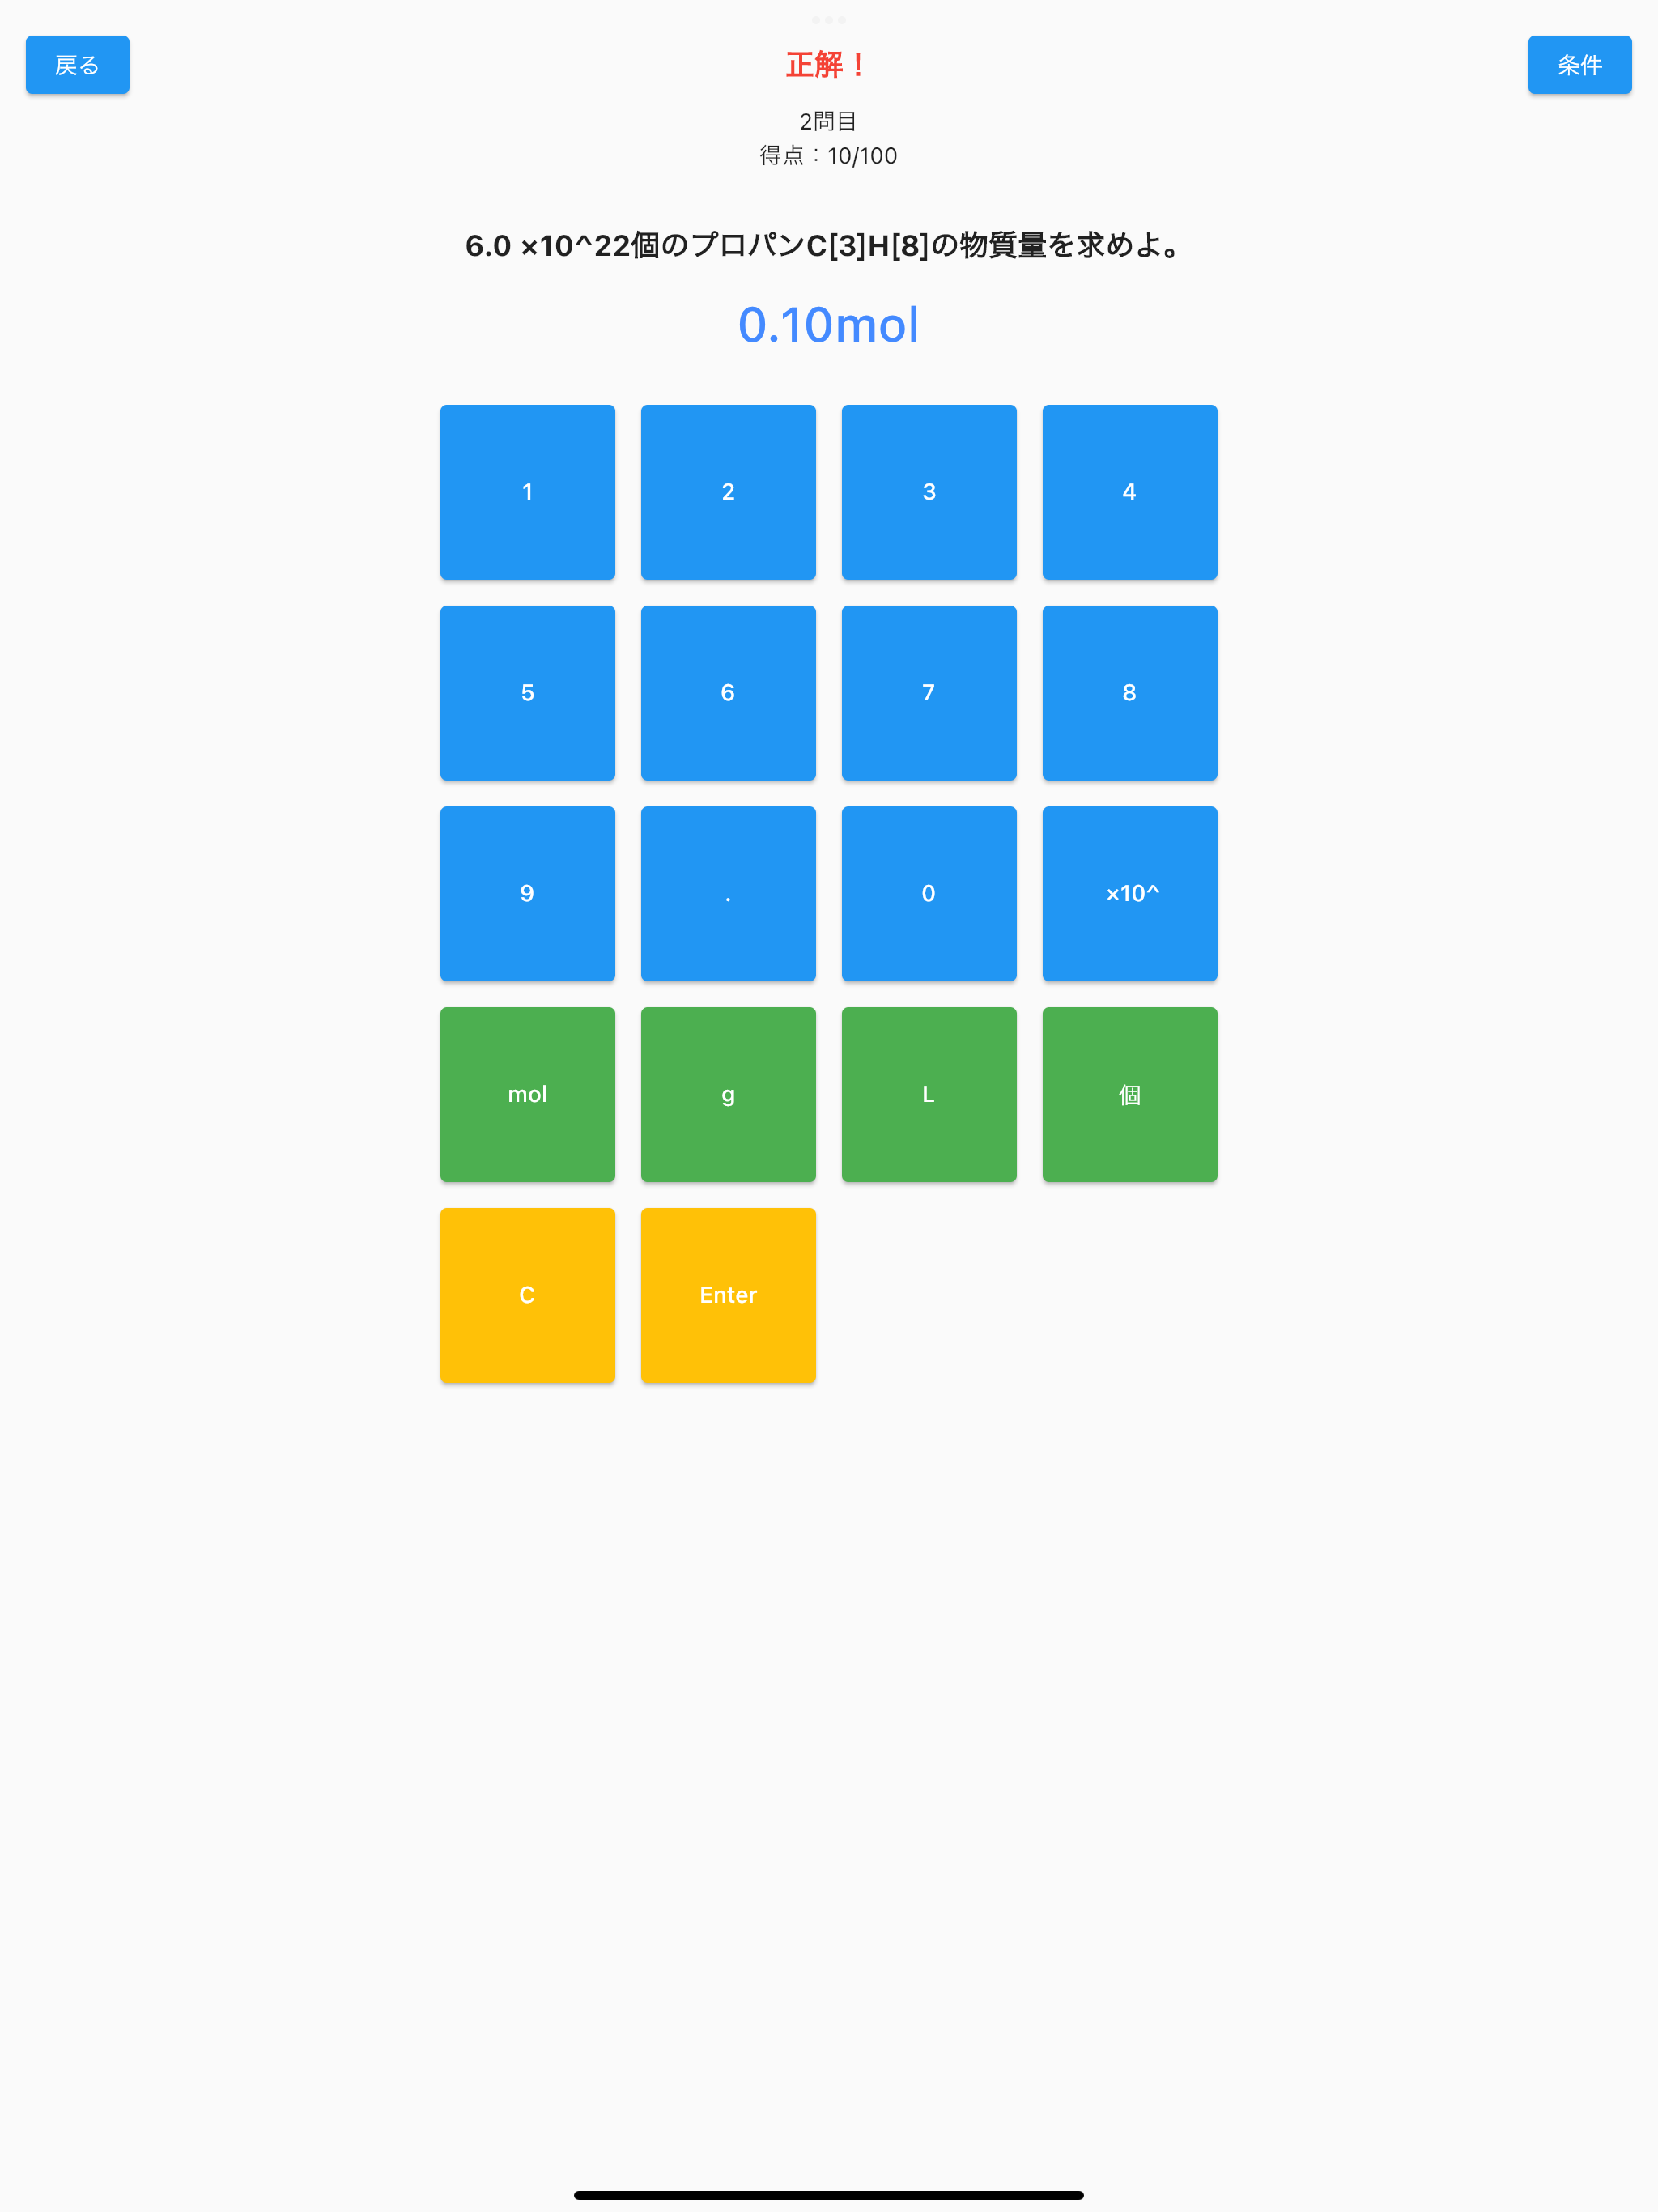 戻る
正解！
条件
2問目
得点：10/100
6.0 ×10^22個のプロパンC[3]H[8]の物質量を求めよ。
0.10mol
1 2 3 4
5 6 7 8
9 . 0 ×10^
mol g L 個
C Enter